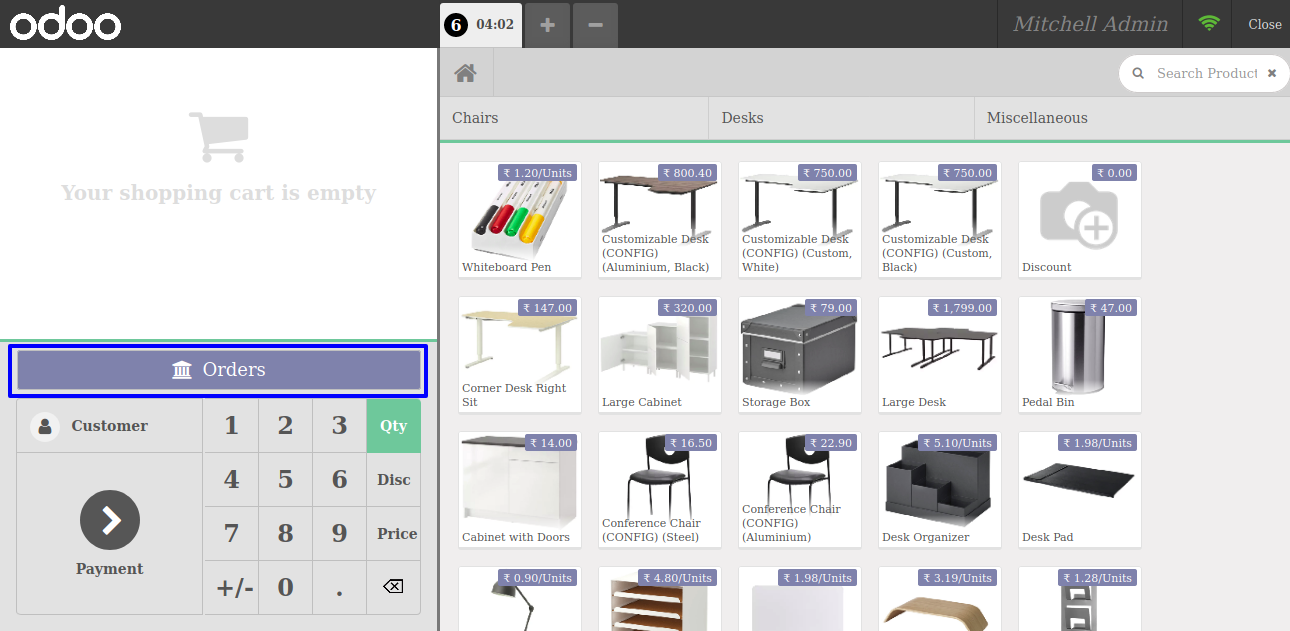 odoo
6 04:02 + −
Mitchell Admin
Close
Search Product
Chairs
Desks
Miscellaneous
Your shopping cart is empty
Orders
Customer
1 2 3 Qty
4 5 6 Disc
7 8 9 Price
+/- 0 .
Payment
₹ 1.20/Units
Whiteboard Pen
₹ 800.40
Customizable Desk
(CONFIG)
(Aluminium, Black)
₹ 750.00
Customizable Desk
(CONFIG) (Custom,
White)
₹ 750.00
Customizable Desk
(CONFIG) (Custom,
Black)
₹ 0.00
Discount
₹ 147.00
Corner Desk Right
Sit
₹ 320.00
Large Cabinet
₹ 79.00
Storage Box
₹ 1,799.00
Large Desk
₹ 47.00
Pedal Bin
₹ 14.00
Cabinet with Doors
₹ 16.50
Conference Chair
(CONFIG) (Steel)
₹ 22.90
Conference Chair
(CONFIG)
(Aluminium)
₹ 5.10/Units
Desk Organizer
₹ 1.98/Units
Desk Pad
₹ 0.90/Units
₹ 4.80/Units
₹ 1.98/Units
₹ 3.19/Units
₹ 1.28/Units